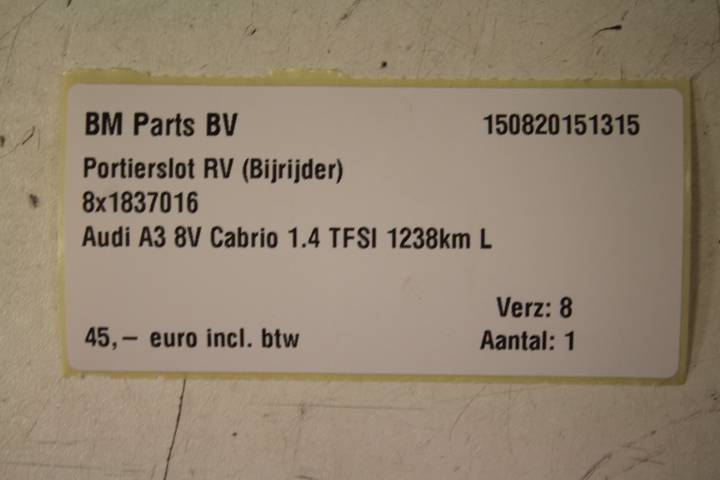 BM Parts BV 150820151315
Portierslot RV (Bijrijder)
8x1837016
Audi A3 8V Cabrio 1.4 TFSI 1238km L
Verz: 8
45,– euro incl. btw Aantal: 1